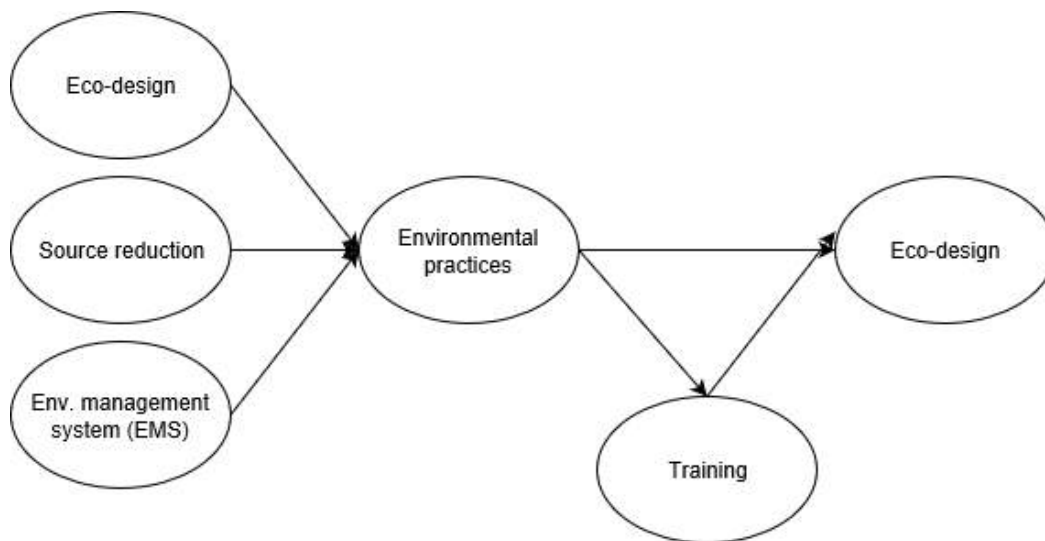 Eco-design
Source reduction
Env. management
system (EMS)
Environmental
practices
Training
Eco-design